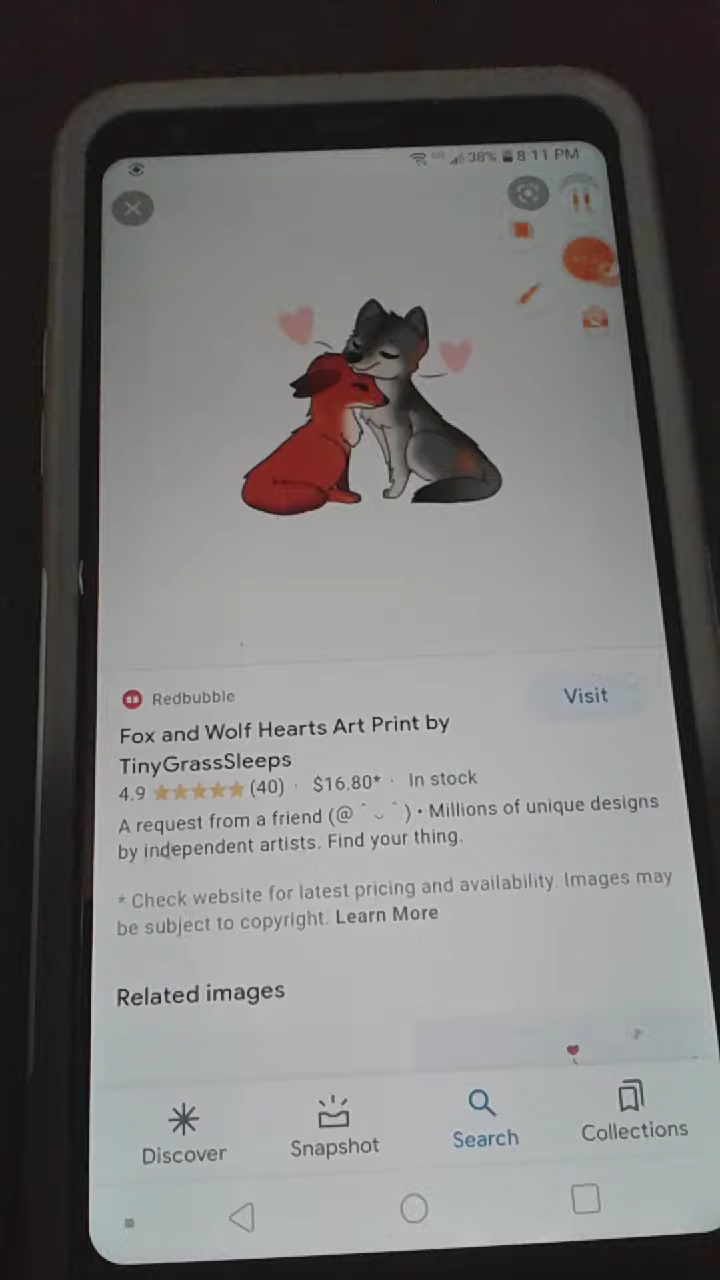 38% 8:11 PM
Redbubble
Visit
Fox and Wolf Hearts Art Print by
TinyGrassSleeps
4.9 ★★★★★ (40) · $16.80* · In stock
A request from a friend (@ˆ ᴗ ˆ) • Millions of unique designs
by independent artists. Find your thing.
* Check website for latest pricing and availability. Images may
be subject to copyright. Learn More
Related images
Discover Snapshot Search Collections